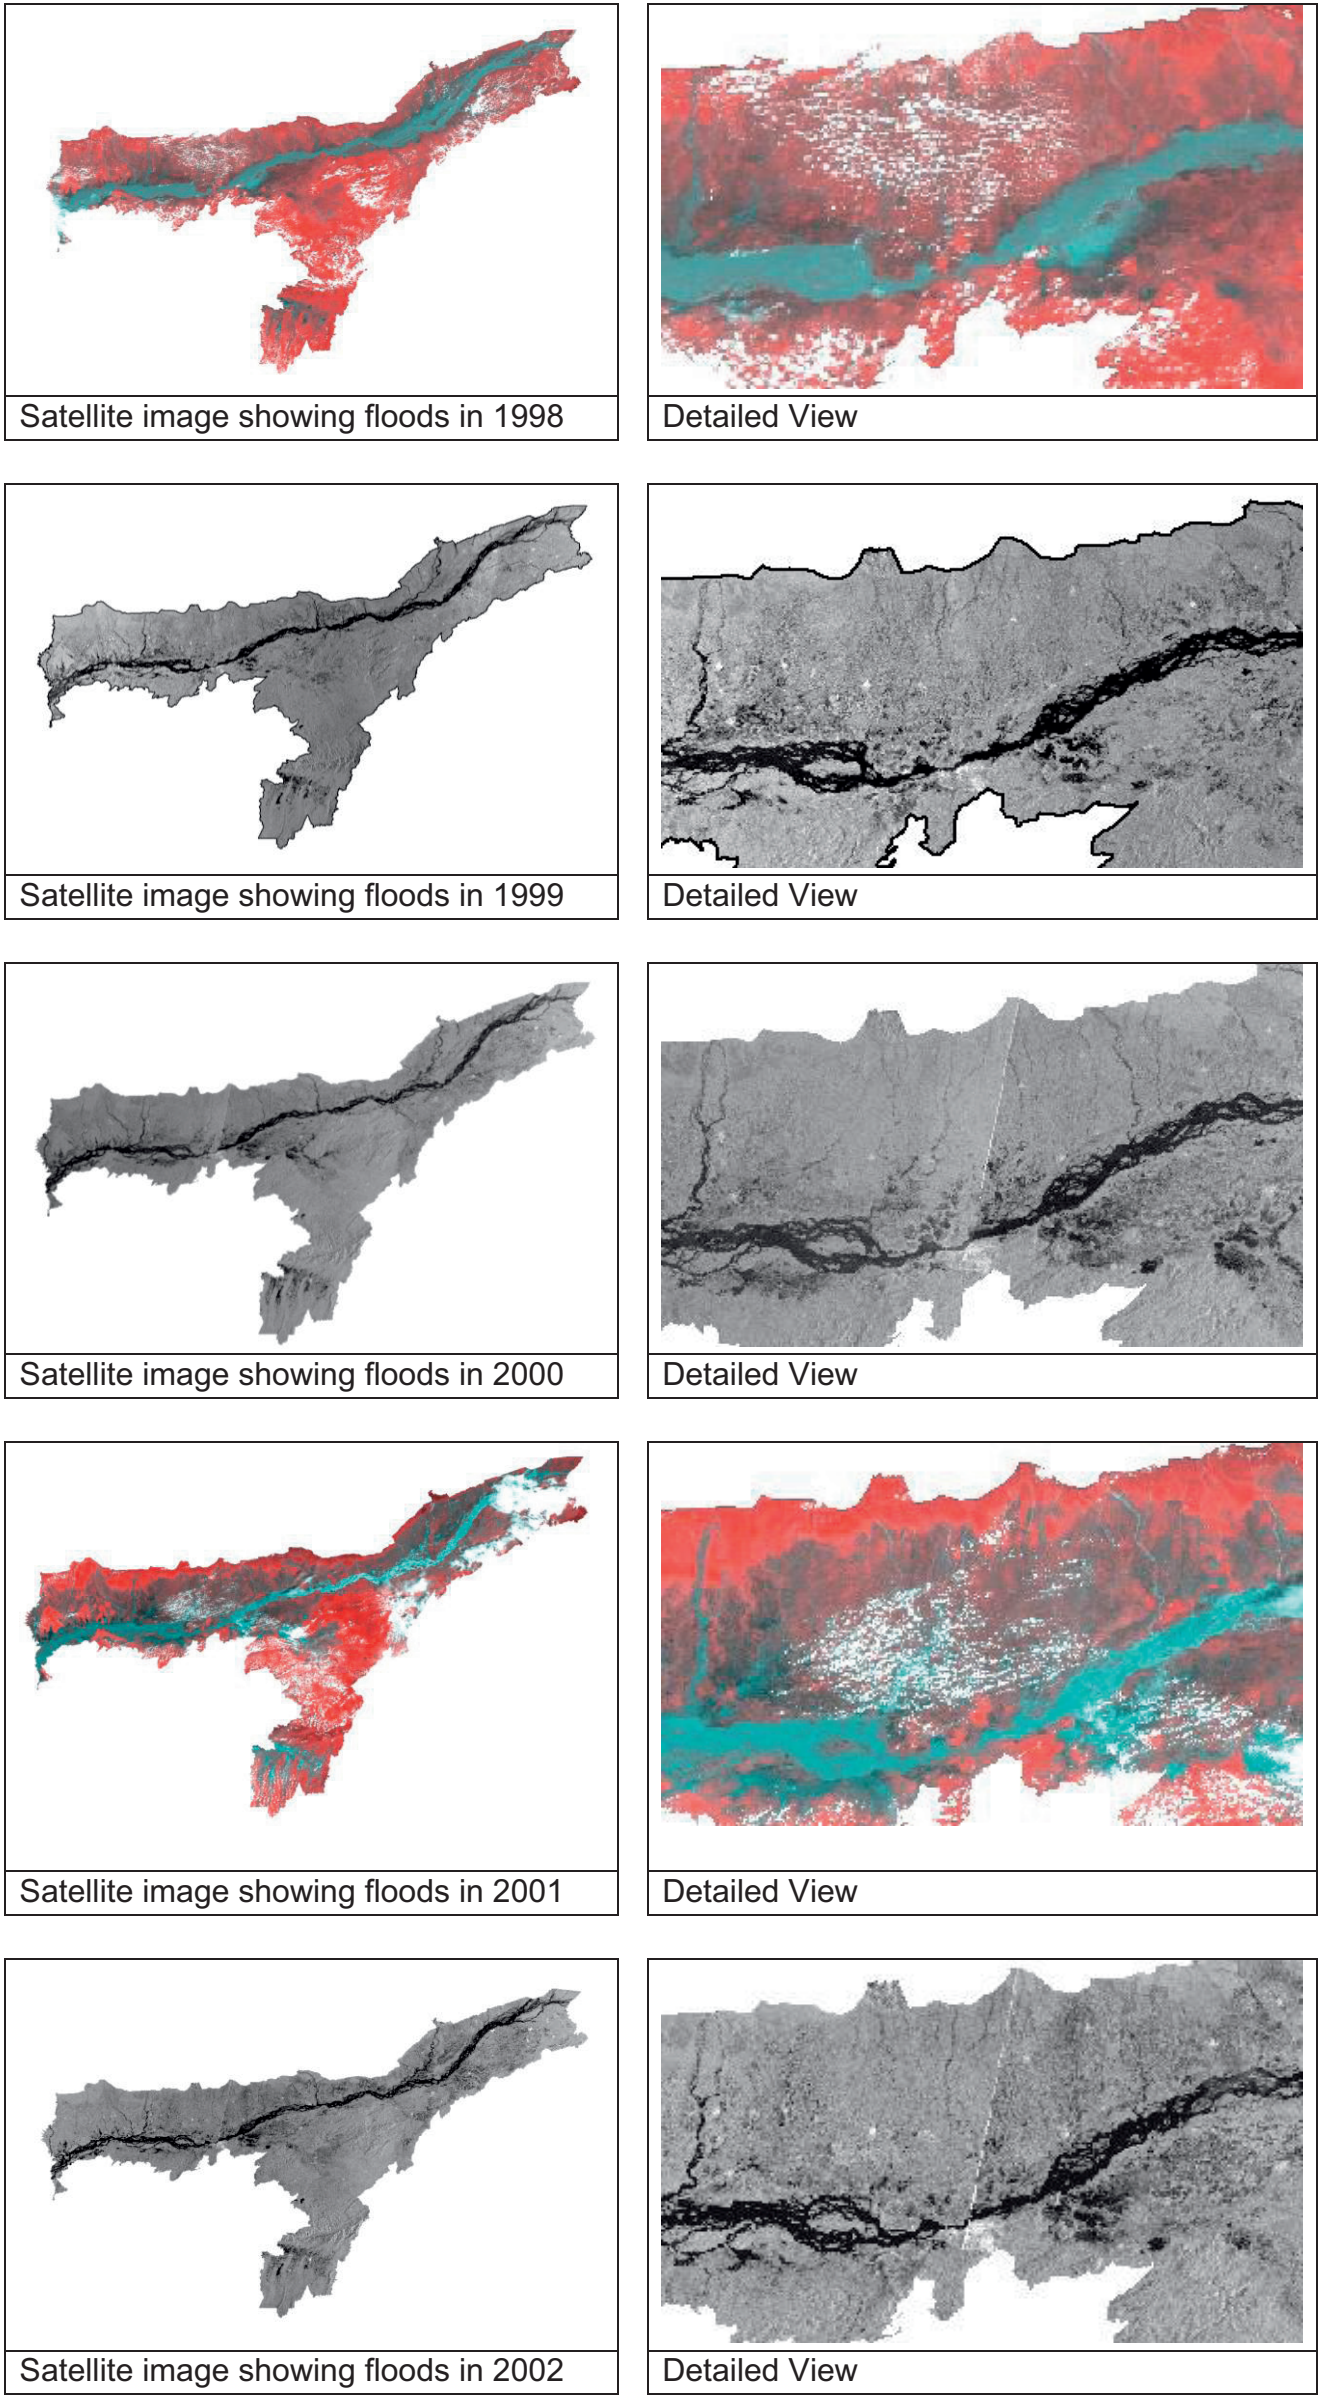 Satellite image showing floods in 1998
Detailed View
Satellite image showing floods in 1999
Detailed View
Satellite image showing floods in 2000
Detailed View
Satellite image showing floods in 2001
Detailed View
Satellite image showing floods in 2002
Detailed View